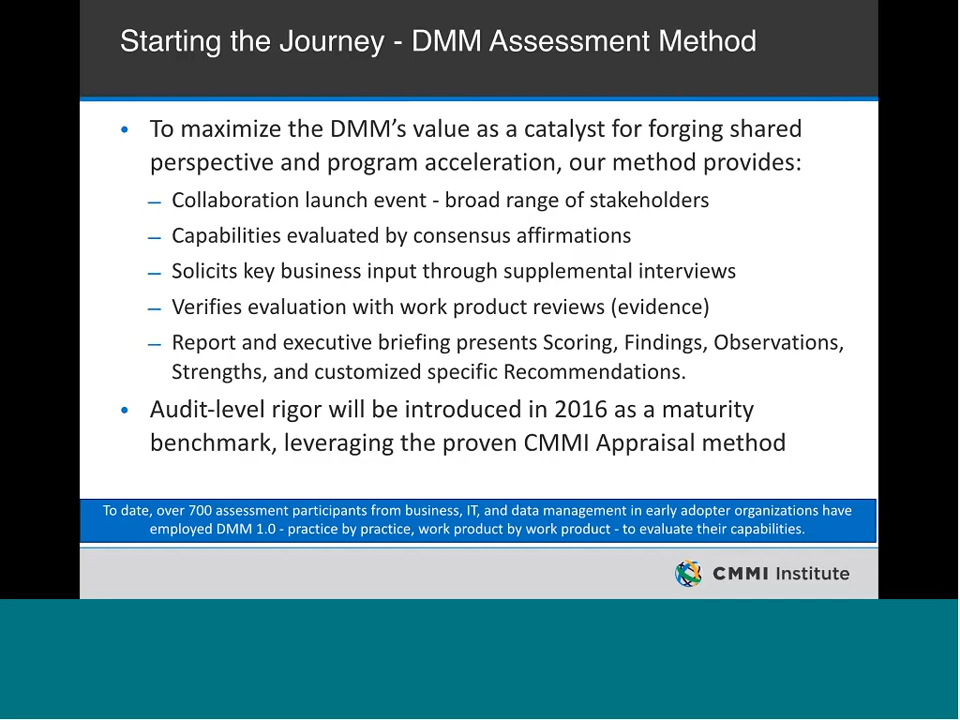 Starting the Journey - DMM Assessment Method
• To maximize the DMM's value as a catalyst for forging shared
perspective and program acceleration, our method provides:
– Collaboration launch event - broad range of stakeholders
– Capabilities evaluated by consensus affirmations
– Solicits key business input through supplemental interviews
– Verifies evaluation with work product reviews (evidence)
– Report and executive briefing presents Scoring, Findings, Observations,
Strengths, and customized specific Recommendations.
• Audit-level rigor will be introduced in 2016 as a maturity
benchmark, leveraging the proven CMMI Appraisal method
To date, over 700 assessment participants from business, IT, and data management in early adopter organizations have
employed DMM 1.0 - practice by practice, work product by work product - to evaluate their capabilities.
CMMI Institute